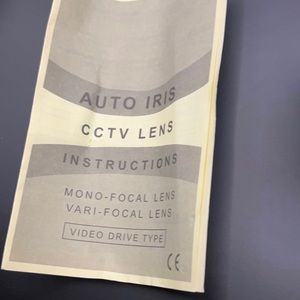 AUTO IRIS
CCTV LENS
INSTRUCTIONS
MONO-FOCAL LENS
VARI-FOCAL LENS
VIDEO DRIVE TYPE
CE